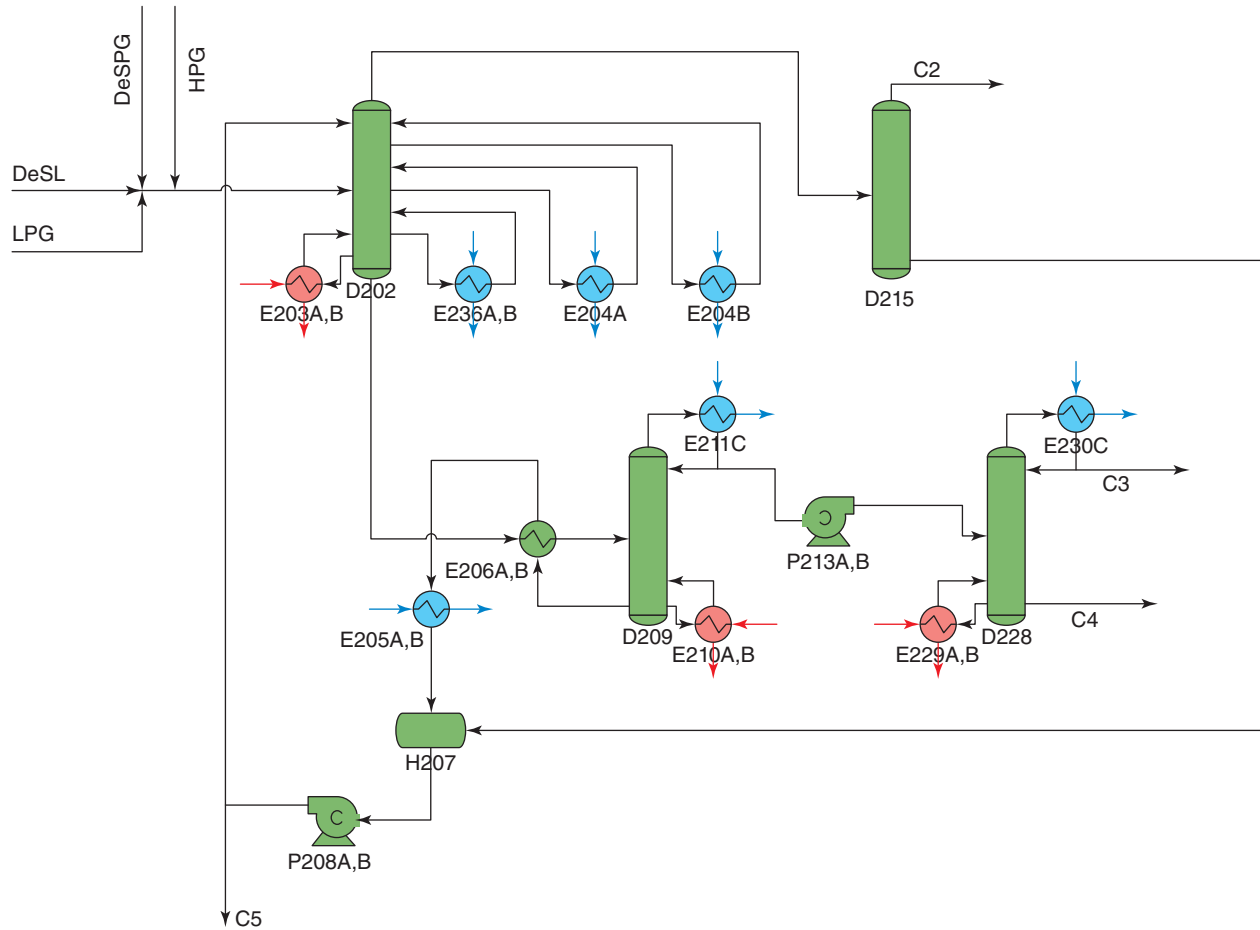 DeSPG
HPG
C2
DeSL
LPG
D202
D215
E203A,B
E236A,B
E204A
E204B
E211C
E230C
C3
C
P213A,B
E206A,B
C4
E205A,B
D209
E210A,B
E229A,B
D228
H207
C
P208A,B
C5